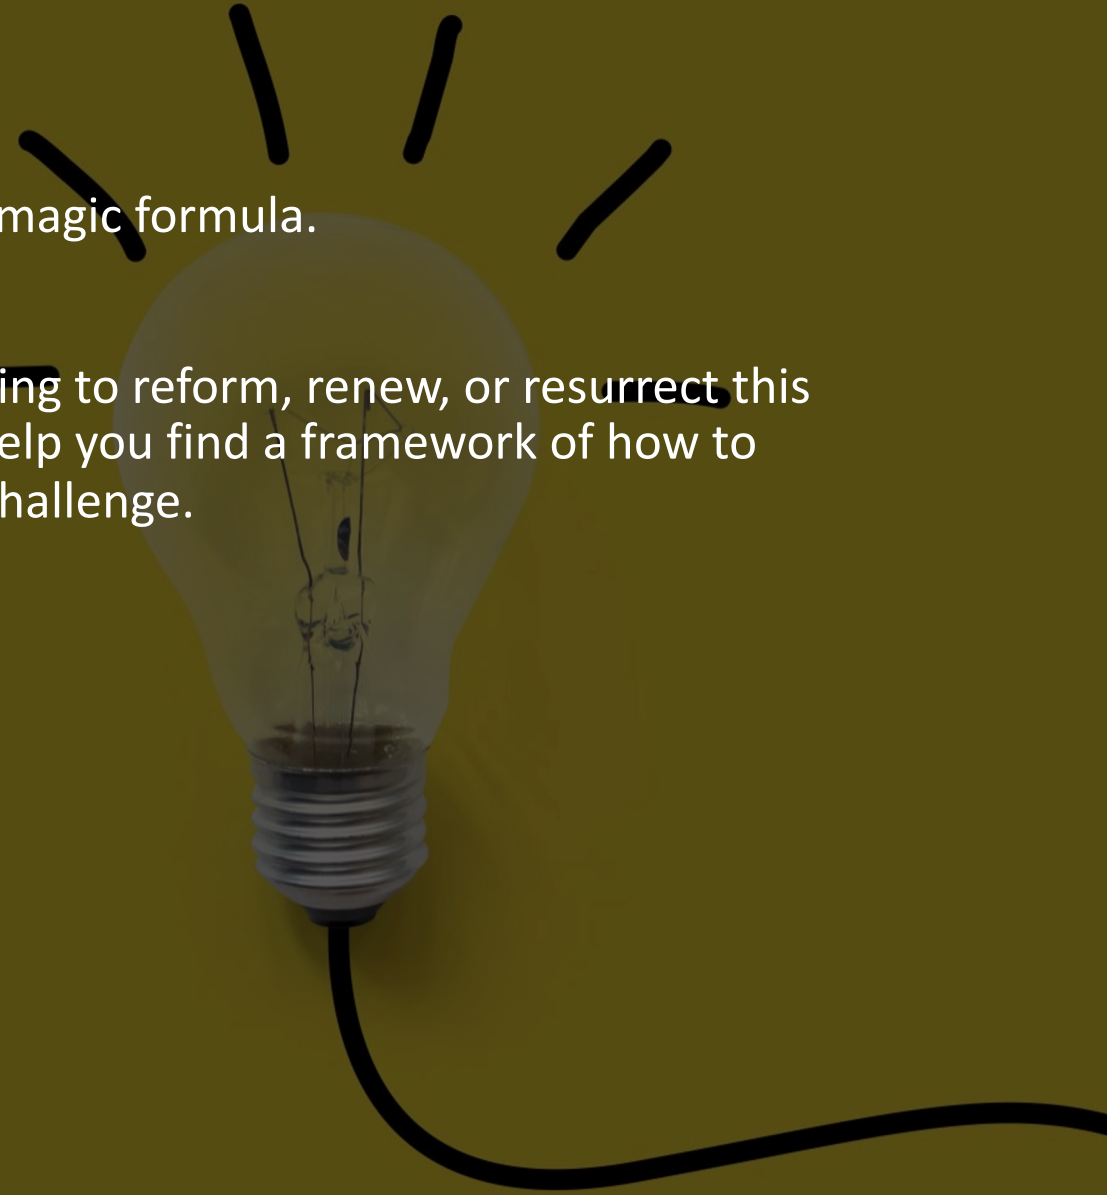 magic formula.
ing to reform, renew, or resurrect this
elp you find a framework of how to
hallenge.